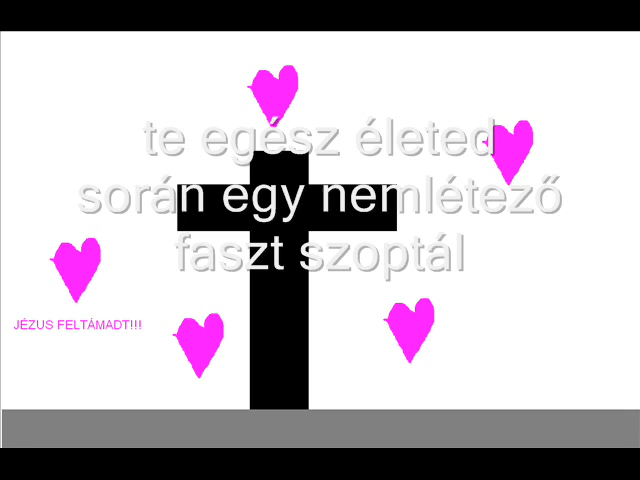 te egész életed
során egy nemlétező
faszt szoptál
JÉZUS FELTÁMADT!!!